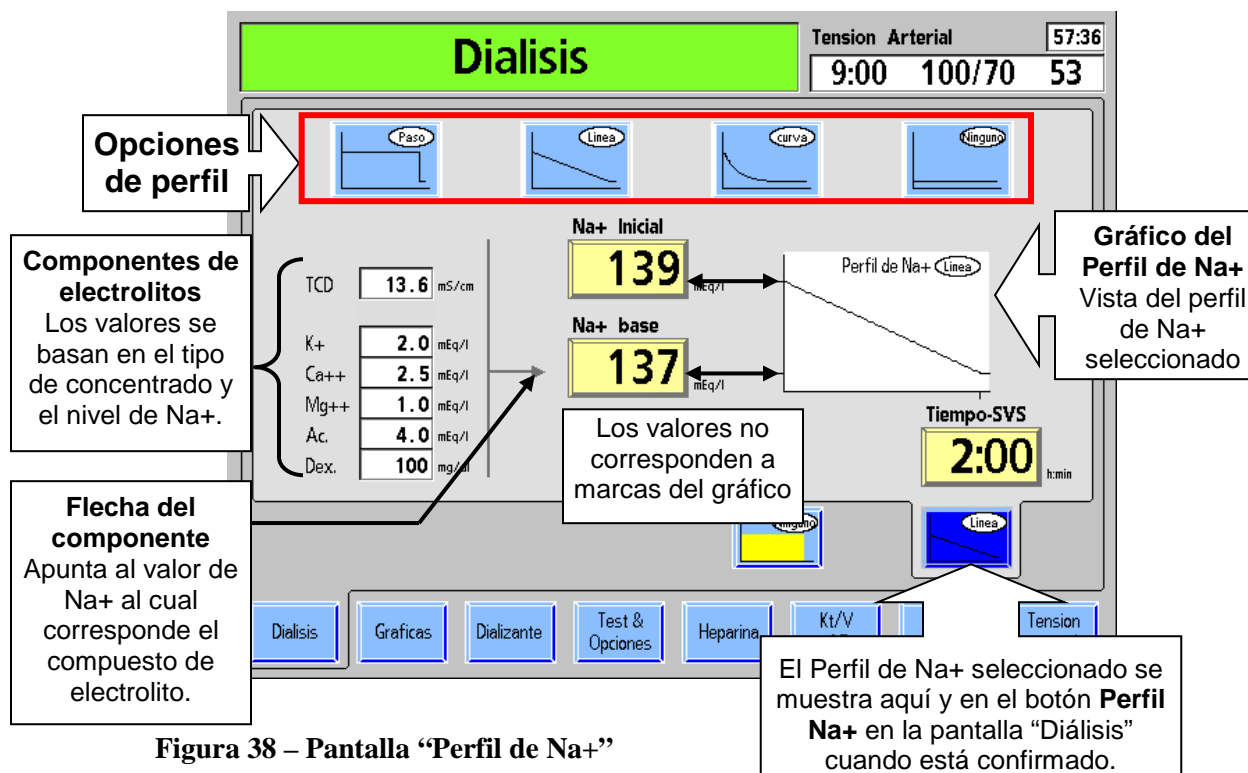 Dialisis
Tension Arterial
57:36
9:00 100/70 53
Opciones
de perfil
Paso
Linea
curva
Ninguno
Componentes de
electrolitos
Los valores se
basan en el tipo
de concentrado y
el nivel de Na+.
TCD 13.6 mS/cm
K+ 2.0 mEq/l
Ca++ 2.5 mEq/l
Mg++ 1.0 mEq/l
Ac. 4.0 mEq/l
Dex. 100 mg/dl
Na+ Inicial
139
mEq/l
Na+ base
137
mEq/l
Perfil de Na+ Linea
Gráfico del
Perfil de Na+
Vista del perfil
de Na+
seleccionado
Los valores no
corresponden a
marcas del gráfico
Tiempo-SVS
2:00 h:min
Flecha del
componente
Apunta al valor de
Na+ al cual
corresponde el
compuesto de
electrolito.
Ninguno
Linea
Dialisis
Graficas
Dializante
Test &
Opciones
Heparina
Kt/V
Tension
El Perfil de Na+ seleccionado se
muestra aquí y en el botón Perfil
Na+ en la pantalla “Diálisis”
cuando está confirmado.
Figura 38 – Pantalla “Perfil de Na+”